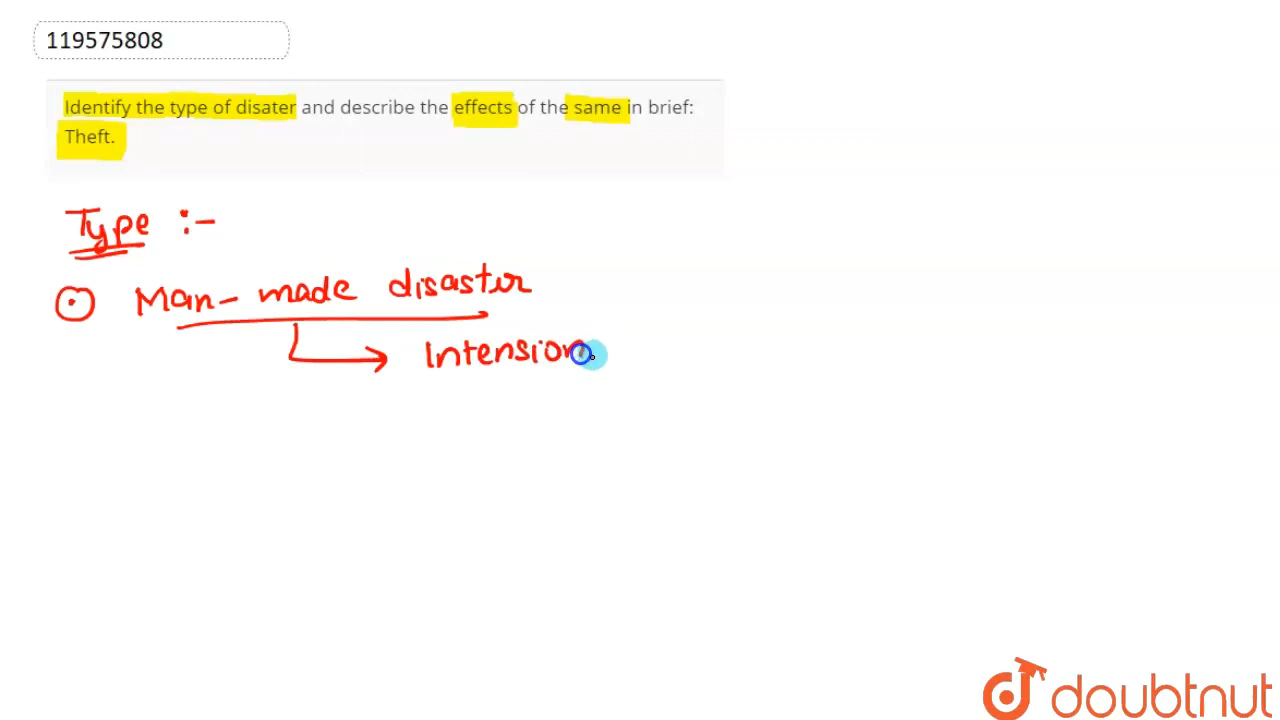 119575808
Identify the type of disater and describe the effects of the same in brief:
Theft.
Type :-
Man-made disaster
Intension
doubtnut